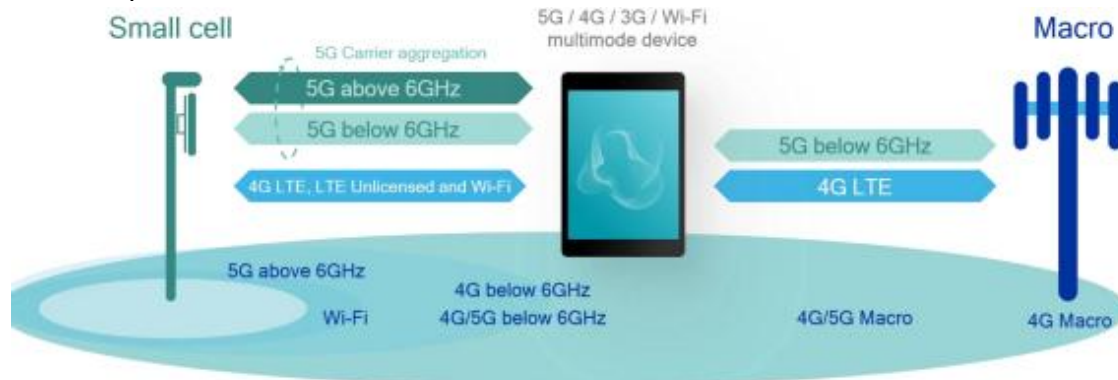 Small cell
5G / 4G / 3G / Wi-Fi
multimode device
Macro
5G Carrier aggregation
5G above 6GHz
5G below 6GHz
4G LTE, LTE Unlicensed and Wi-Fi
5G below 6GHz
4G LTE
5G above 6GHz
4G below 6GHz
Wi-Fi
4G/5G below 6GHz
4G/5G Macro
4G Macro